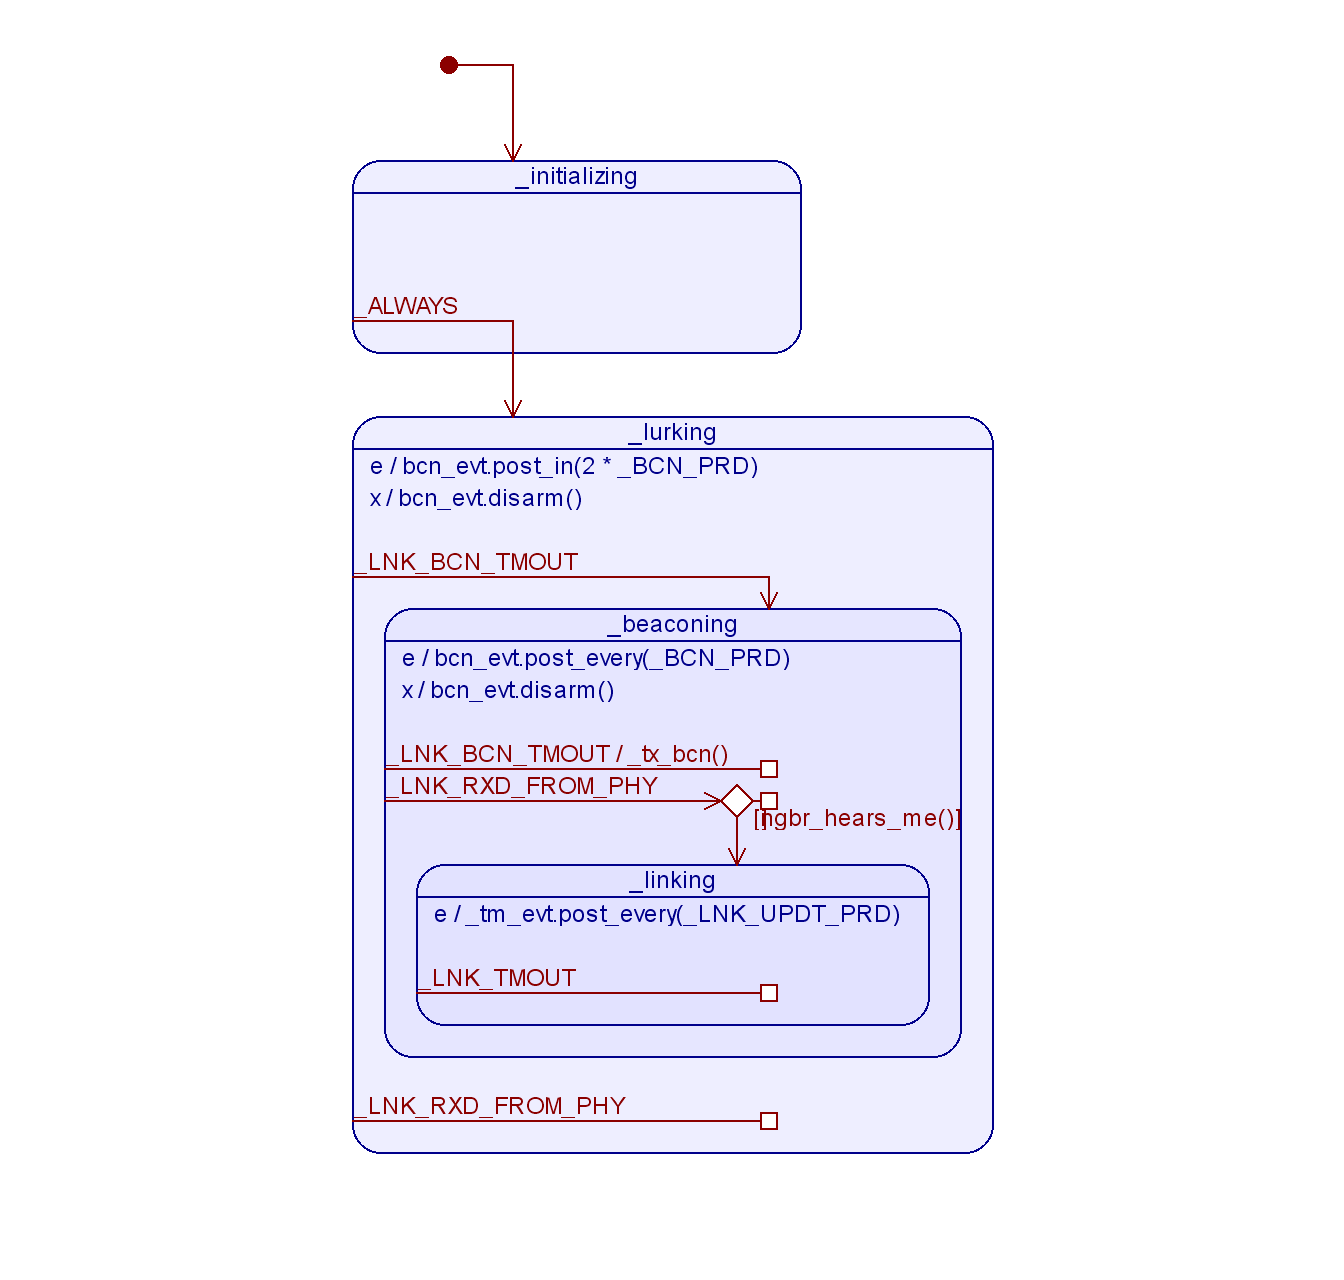 _initializing
_ALWAYS
_lurking
e / bcn_evt.post_in(2 * _BCN_PRD)
x / bcn_evt.disarm()
_LNK_BCN_TMOUT
_beaconing
e / bcn_evt.post_every(_BCN_PRD)
x / bcn_evt.disarm()
_LNK_BCN_TMOUT / _tx_bcn()
_LNK_RXD_FROM_PHY
[ngbr_hears_me()]
_linking
e / _tm_evt.post_every(_LNK_UPDT_PRD)
_LNK_TMOUT
_LNK_RXD_FROM_PHY